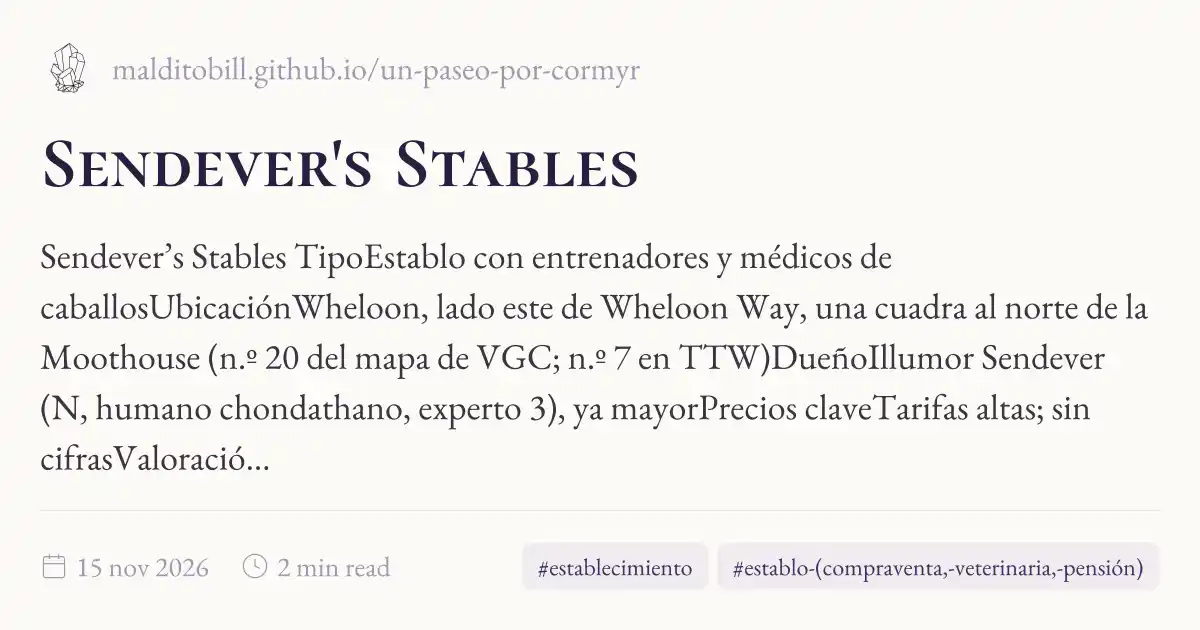 malditobill.github.io/un-paseo-por-cormyr
Sendever's Stables
Sendever’s Stables TipoEstablo con entrenadores y médicos de
caballosUbicaciónWheloon, lado este de Wheloon Way, una cuadra al norte de la
Moothouse (n.º 20 del mapa de VGC; n.º 7 en TTW)DueñoIllumor Sendever
(N, humano chondathano, experto 3), ya mayorPrecios claveTarifas altas; sin
cifrasValoració...
15 nov 2026
2 min read
#establecimiento
#establo-(compraventa,-veterinaria,-pensión)